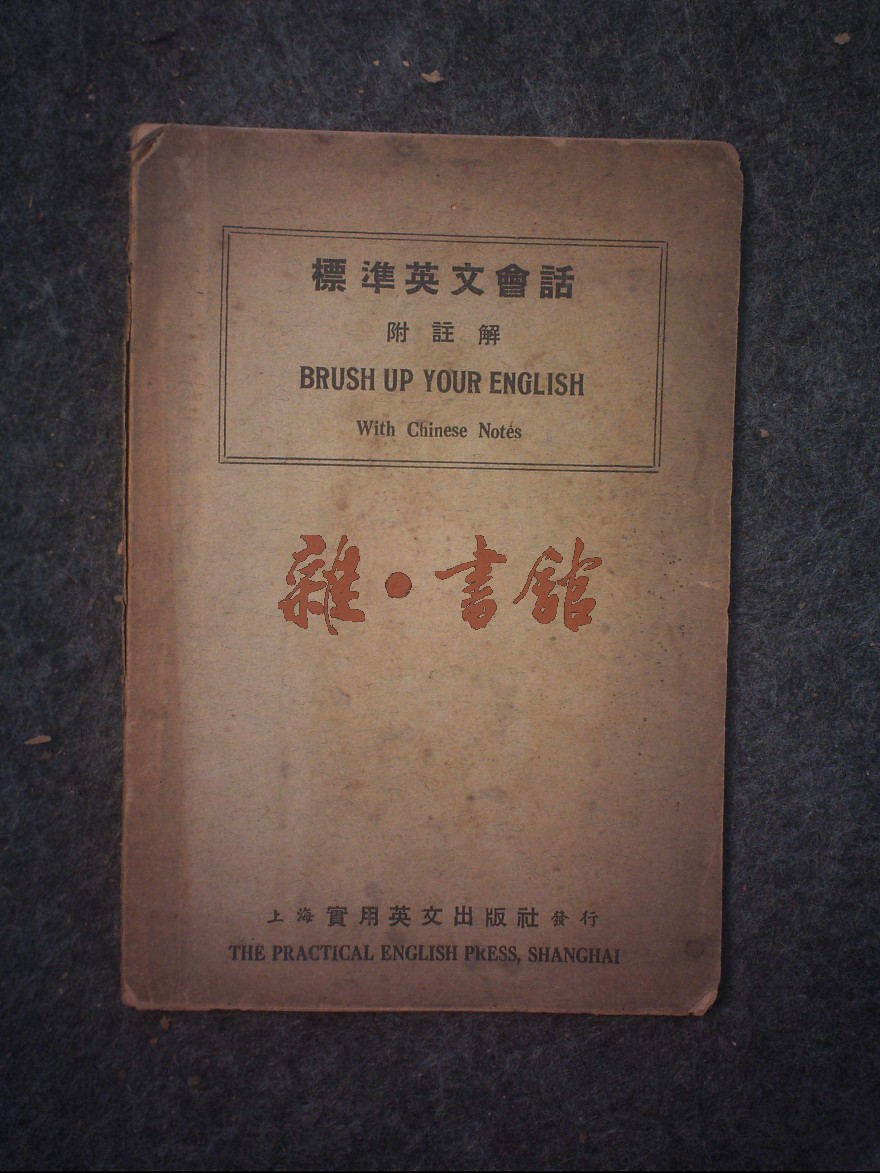 標準英文會話
附註解
BRUSH UP YOUR ENGLISH
With Chinese Notes
雜·書館
上海實用英文出版社發行
THE PRACTICAL ENGLISH PRESS, SHANGHAI